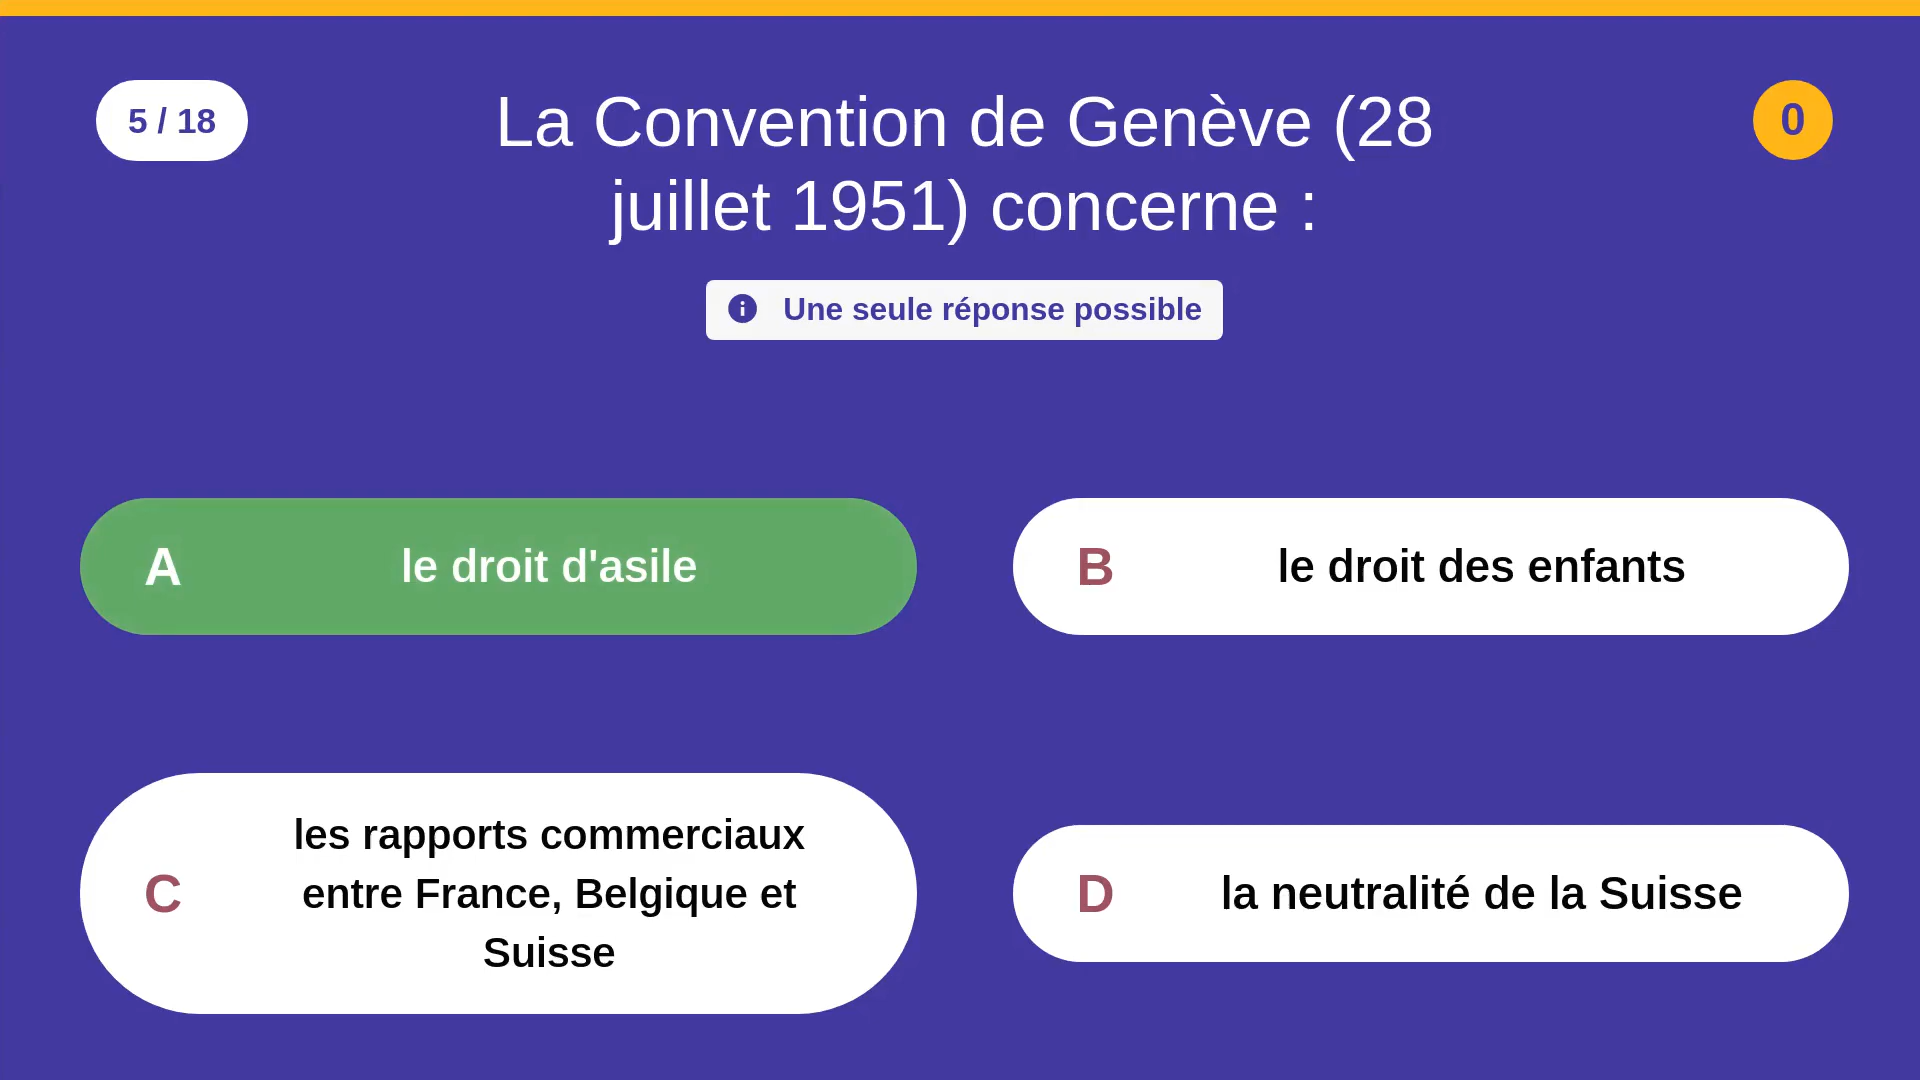 5 / 18
La Convention de Genève (28
juillet 1951) concerne :
0
Une seule réponse possible
A
le droit d'asile
B
le droit des enfants
C
les rapports commerciaux
entre France, Belgique et
Suisse
D
la neutralité de la Suisse